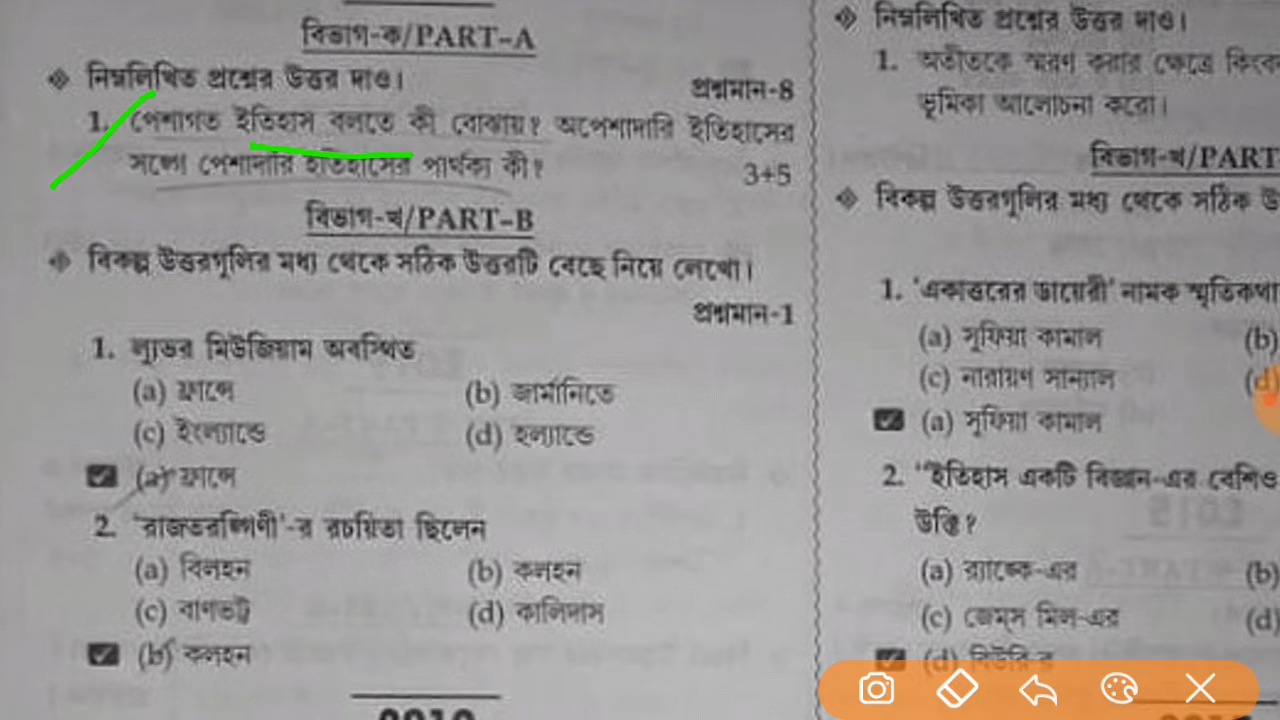 বিভাগ-ক/PART-A
❖ নিম্নলিখিত প্রশ্নের উত্তর দাও।
প্রশ্নমান-8
1. পেশাগত ইতিহাস বলতে কী বোঝায়? অপেশাদারি ইতিহাসের
সঙ্গে পেশাদারি ইতিহাসের পার্থক্য কী?
3+5
বিভাগ-খ/PART-B
❖ বিকল্প উত্তরগুলির মধ্য থেকে সঠিক উত্তরটি বেছে নিয়ে লেখো।
প্রশ্নমান-1
1. ল্যুভর মিউজিয়াম অবস্থিত
(a) ফ্রান্সে (b) জার্মানিতে
(c) ইংল্যান্ডে (d) হল্যান্ডে
(a) ফ্রান্সে
2. 'রাজতরঙ্গিণী'-র রচয়িতা ছিলেন
(a) বিলহন (b) কলহন
(c) বাণভট্ট (d) কালিদাস
(b) কলহন
❖ নিম্নলিখিত প্রশ্নের উত্তর দাও।
1. অতীতকে স্মরণ করার ক্ষেত্রে
ভূমিকা আলোচনা করো।
বিভাগ-খ/PART
❖ বিকল্প উত্তরগুলির মধ্য থেকে সঠিক
1. 'একাত্তরের ডায়েরী' নামক স্মৃতিকথা
(a) সুফিয়া কামাল (b)
(c) নারায়ণ সান্যাল (d)
(a) সুফিয়া কামাল
2. "ইতিহাস একটি বিজ্ঞান-এর বেশিও
উক্তি?
(a) র‍্যাঙ্কে-এর (b)
(c) জেম্‌স মিল-এর (d)
(d) বিউরি-র